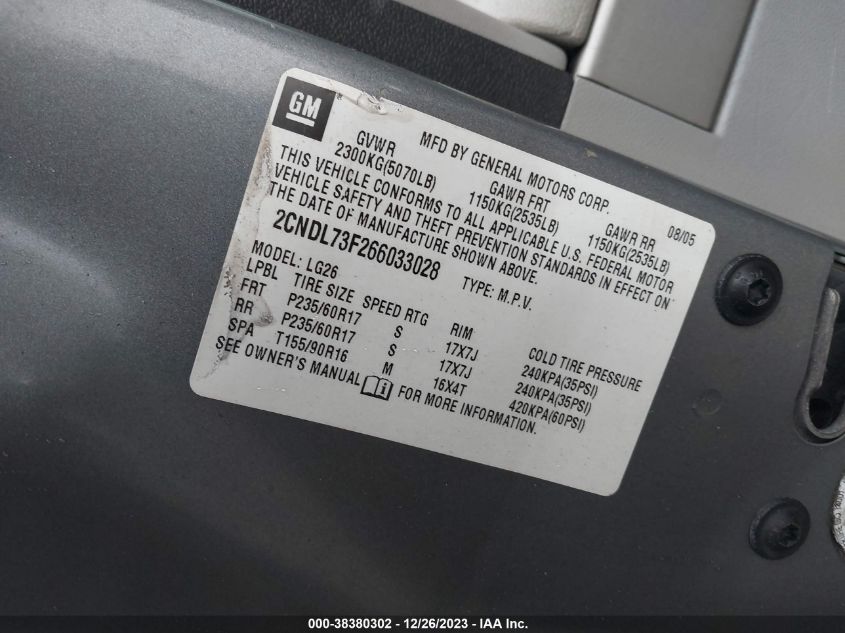 GM
MFD BY GENERAL MOTORS CORP. 08/05
GVWR GAWR FRT GAWR RR
2300KG(5070LB) 1150KG(2535LB) 1150KG(2535LB)
THIS VEHICLE CONFORMS TO ALL APPLICABLE U.S. FEDERAL MOTOR
VEHICLE SAFETY AND THEFT PREVENTION STANDARDS IN EFFECT ON
THE DATE OF MANUFACTURE SHOWN ABOVE.
2CNDL73F266033028 TYPE: M.P.V.
MODEL: LG26
LPBL TIRE SIZE SPEED RTG RIM COLD TIRE PRESSURE
FRT P235/60R17 S 17X7J 240KPA(35PSI)
RR P235/60R17 S 17X7J 240KPA(35PSI)
SPA T155/90R16 M 16X4T 420KPA(60PSI)
SEE OWNER'S MANUAL i FOR MORE INFORMATION.
000-38380302 - 12/26/2023 - IAA Inc.